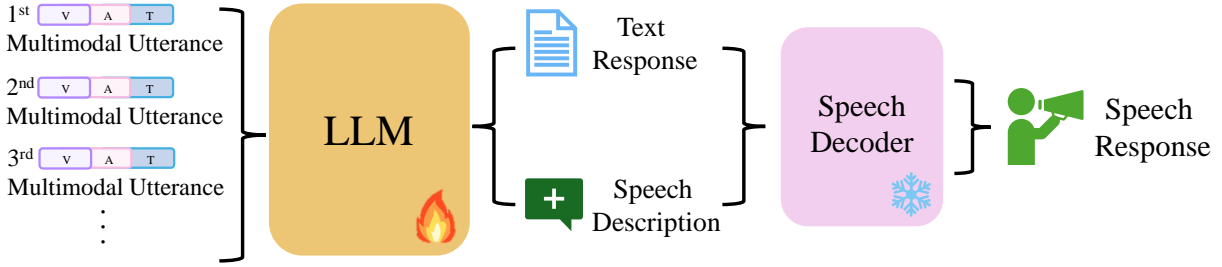 1st V A T
Multimodal Utterance
2nd V A T
Multimodal Utterance
3rd V A T
Multimodal Utterance
LLM
Text
Response
Speech
Description
Speech
Decoder
Speech
Response